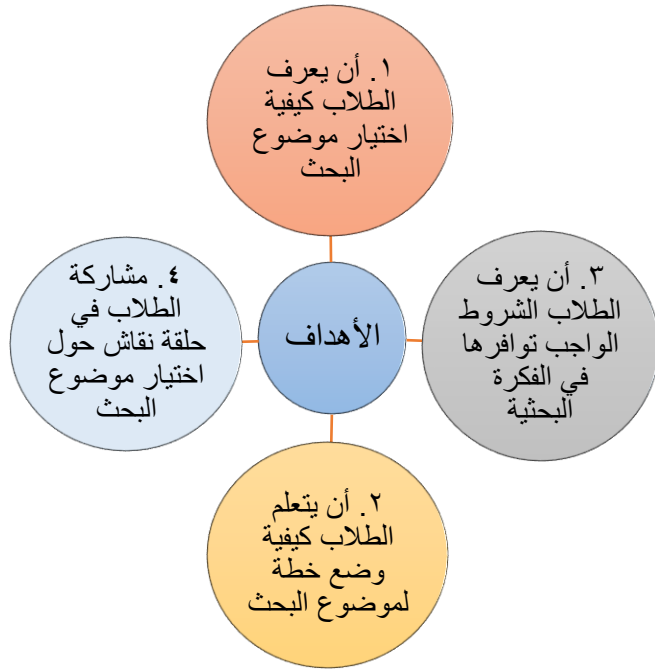 ١. أن يعرف
الطلاب كيفية
اختيار موضوع
البحث
٣. أن يعرف
الطلاب الشروط
الواجب توافرها
في الفكرة
البحثية
الأهداف
٤. مشاركة
الطلاب في
حلقة نقاش حول
اختيار موضوع
البحث
٢. أن يتعلم
الطلاب كيفية
وضع خطة
لموضوع البحث